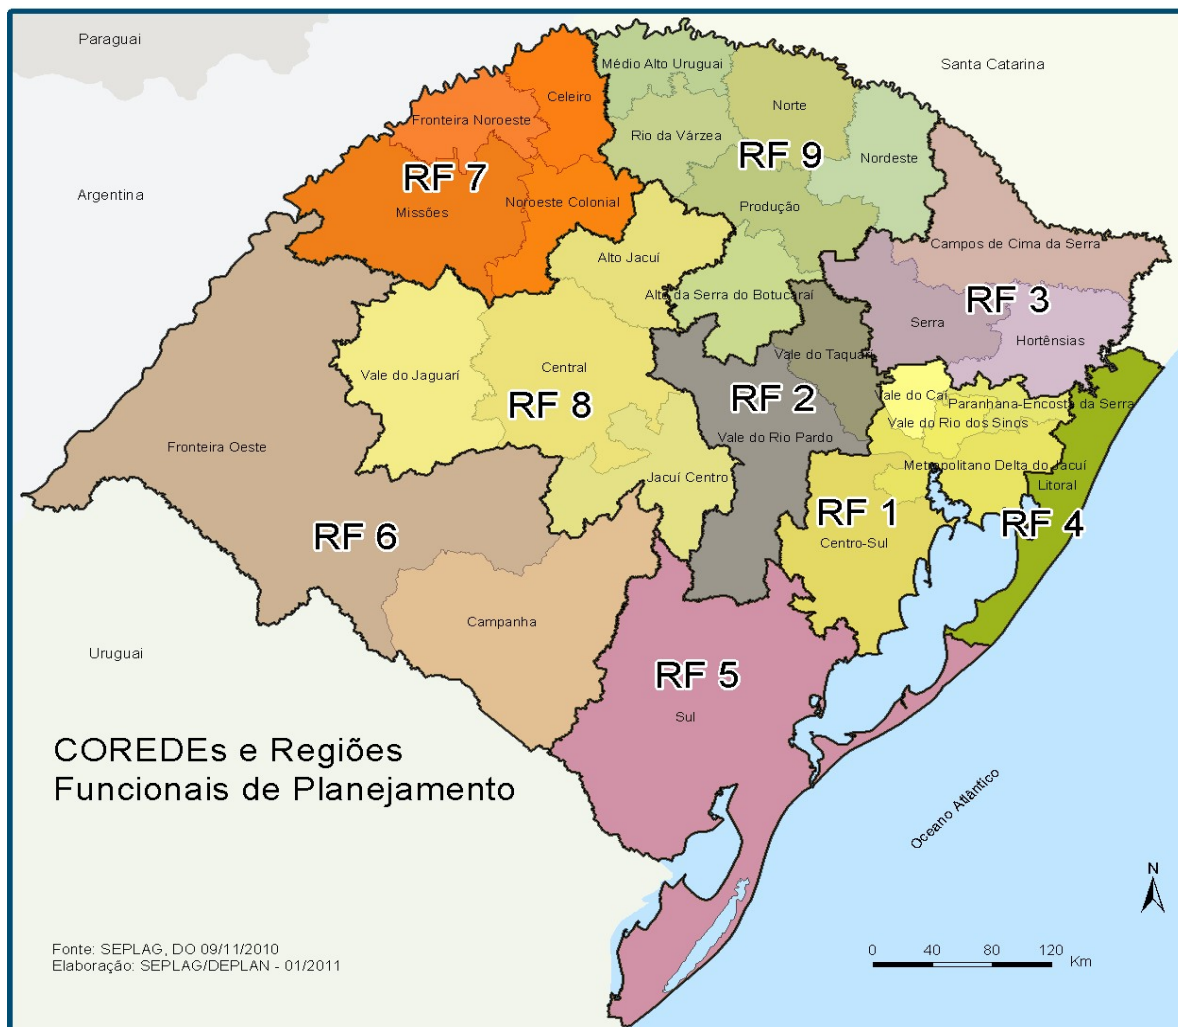 Paraguai
Santa Catarina
Argentina
Médio Alto Uruguai
Norte
Celeiro
Fronteira Noroeste
Rio da Várzea
RF 9
Nordeste
RF 7
Missões
Noroeste Colonial
Produção
Alto Jacuí
Campos de Cima da Serra
Alto da Serra do Botucaraí
RF 3
Serra
Hortênsias
Vale do Taquari
Central
Vale do Jaguarí
RF 8
RF 2
Vale do Caí
Paranhana-Encosta da Serra
Vale do Rio dos Sinos
Vale do Rio Pardo
Fronteira Oeste
Metropolitano Delta do Jacuí
Jacuí Centro
Litoral
RF 1
RF 4
RF 6
Centro-Sul
Campanha
Uruguai
RF 5
Sul
COREDEs e Regiões
Funcionais de Planejamento
Oceano Atlântico
N
Fonte: SEPLAG, DO 09/11/2010
Elaboração: SEPLAG/DEPLAN - 01/2011
0 40 80 120
Km